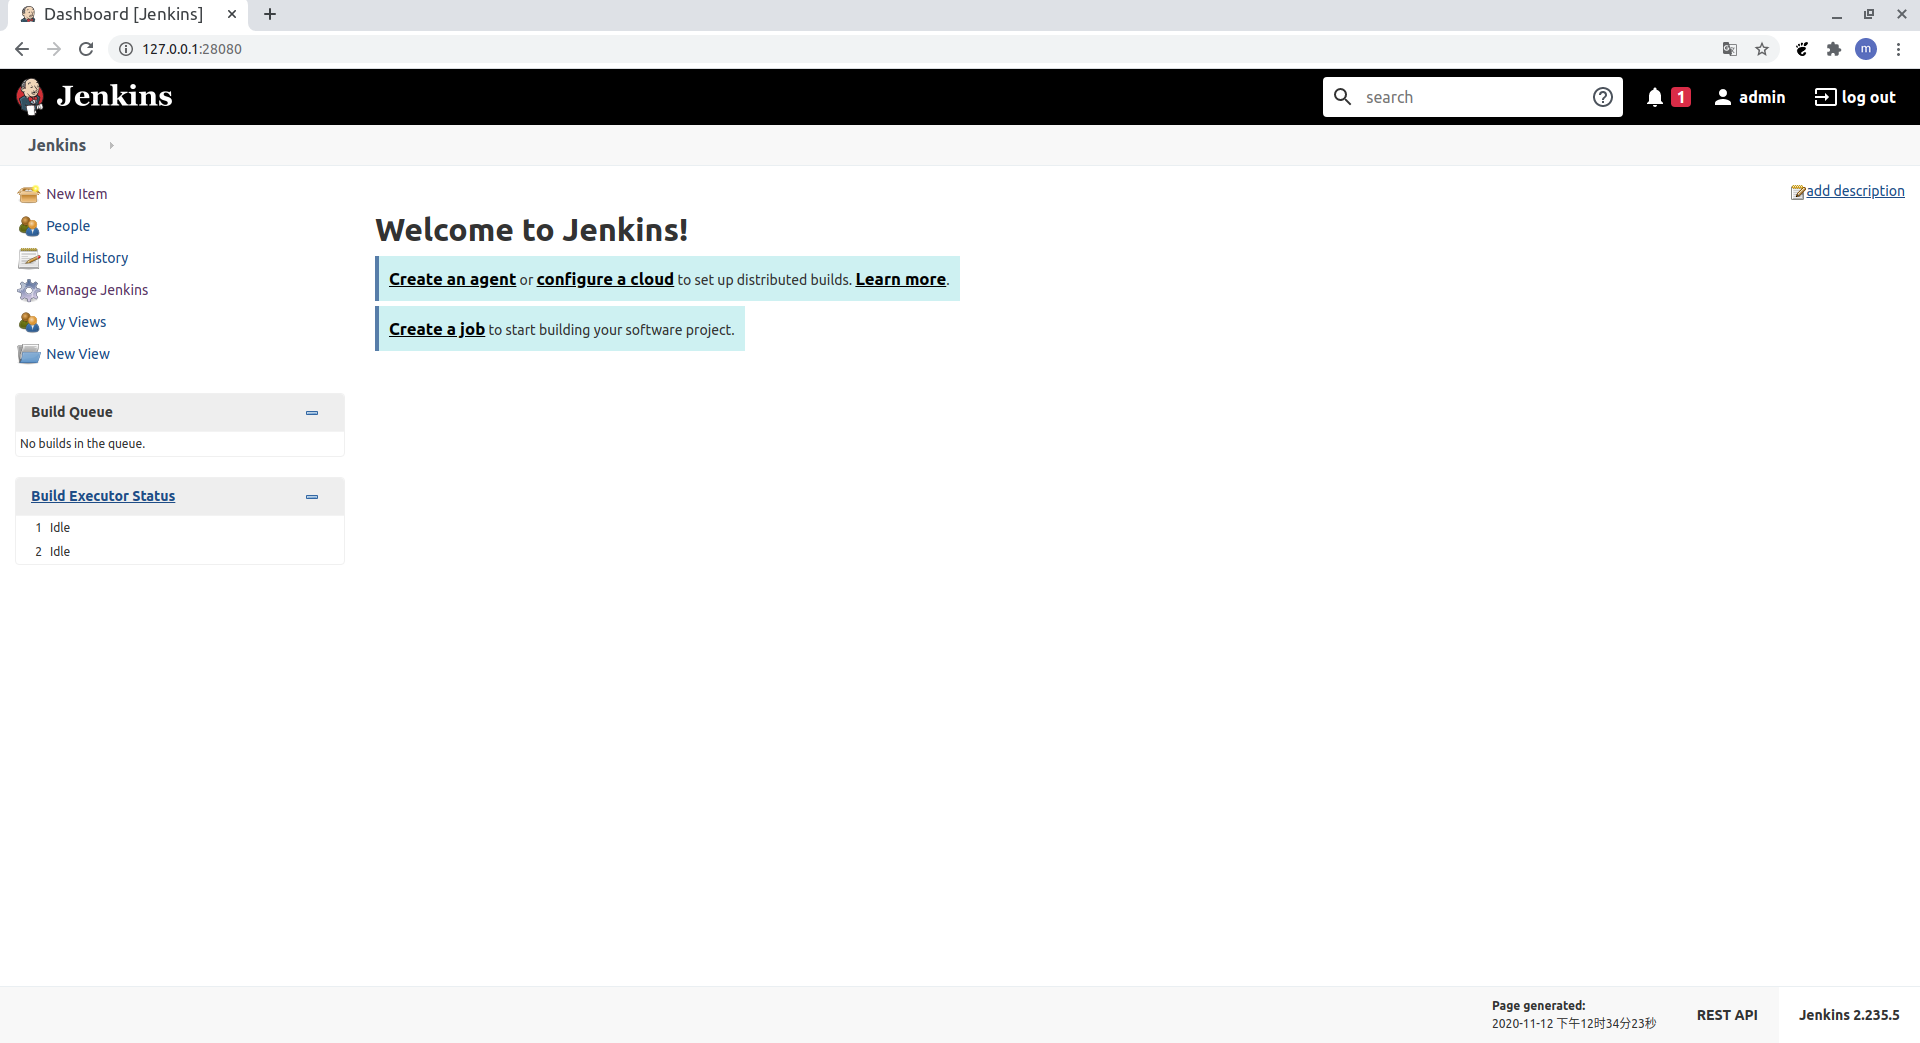 Dashboard [Jenkins]
127.0.0.1:28080
m
Jenkins
search
1
admin
log out
Jenkins
New Item
People
Build History
Manage Jenkins
My Views
New View
Build Queue
No builds in the queue.
Build Executor Status
1 Idle
2 Idle
add description
Welcome to Jenkins!
Create an agent or configure a cloud to set up distributed builds. Learn more.
Create a job to start building your software project.
Page generated:
2020-11-12 下午12时34分23秒
REST API
Jenkins 2.235.5